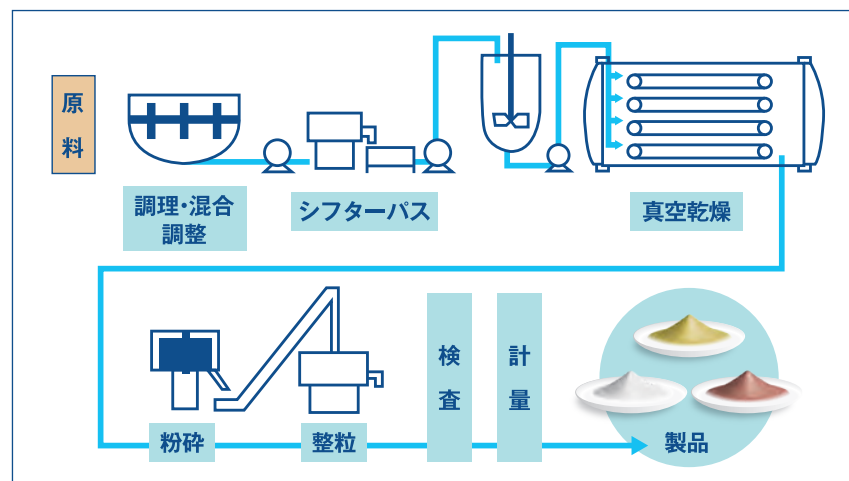 原料
調理・混合
調整
シフターパス
真空乾燥
粉砕
整粒
検査
計量
製品